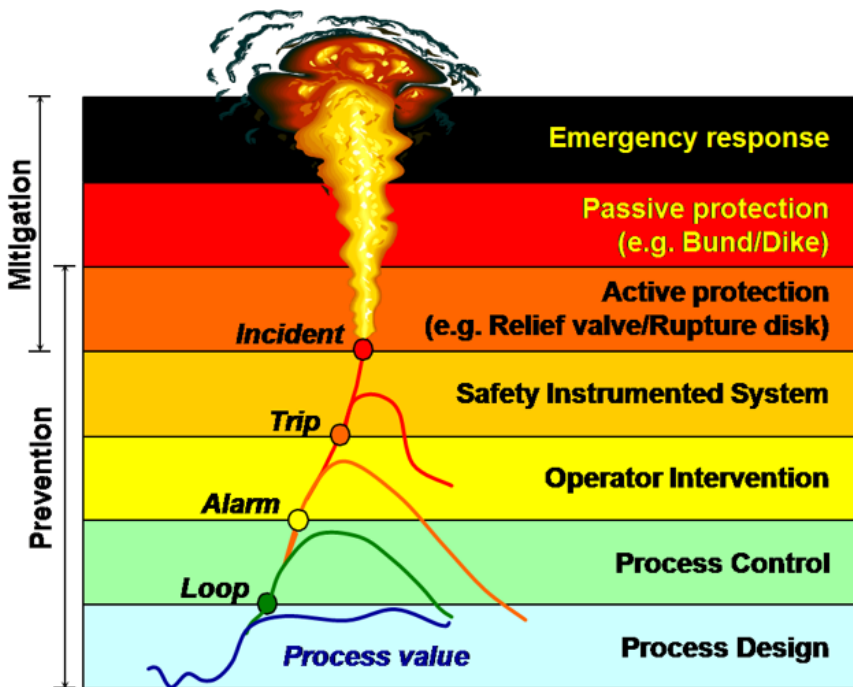 Emergency response
Passive protection
(e.g. Bund/Dike)
Mitigation
Active protection
(e.g. Relief valve/Rupture disk)
Incident
Safety Instrumented System
Trip
Operator Intervention
Prevention
Alarm
Process Control
Loop
Process value
Process Design